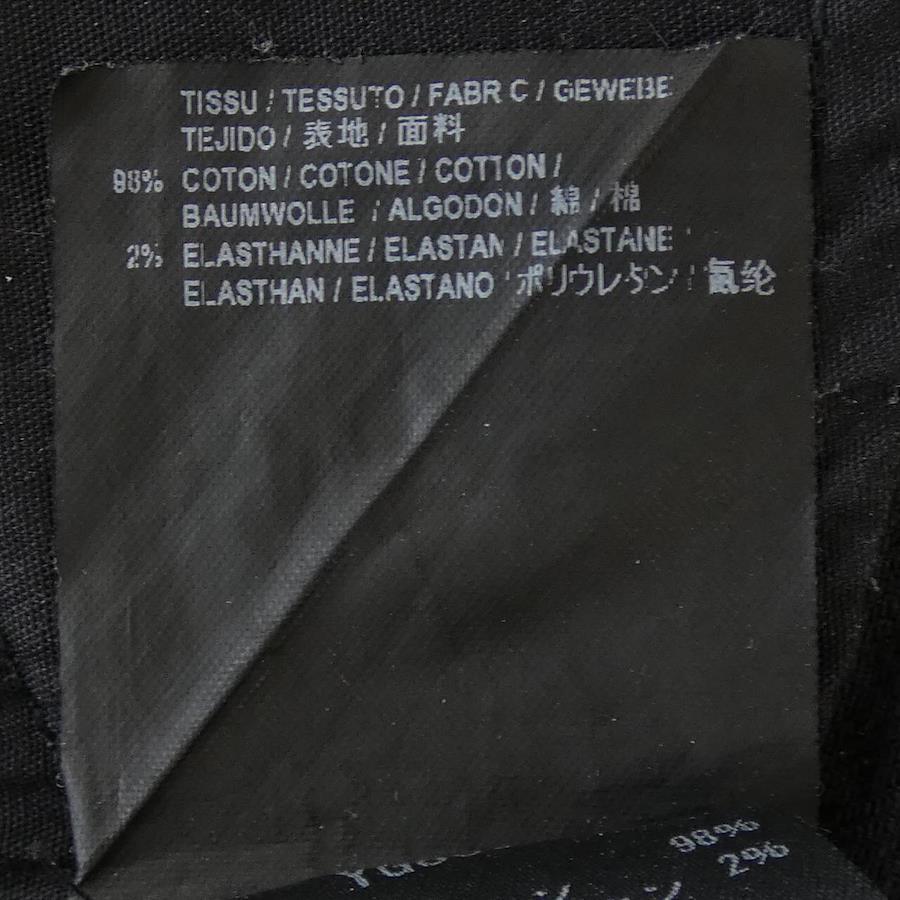 TISSU / TESSUTO / FABRIC / GEWEBE
TEJIDO / 表地 / 面料
98% COTON / COTONE / COTTON /
BAUMWOLLE / ALGODON / 綿 / 棉
2% ELASTHANNE / ELASTAN / ELASTANE /
ELASTHAN / ELASTANO / ポリウレタン / 氨纶
98%
2%